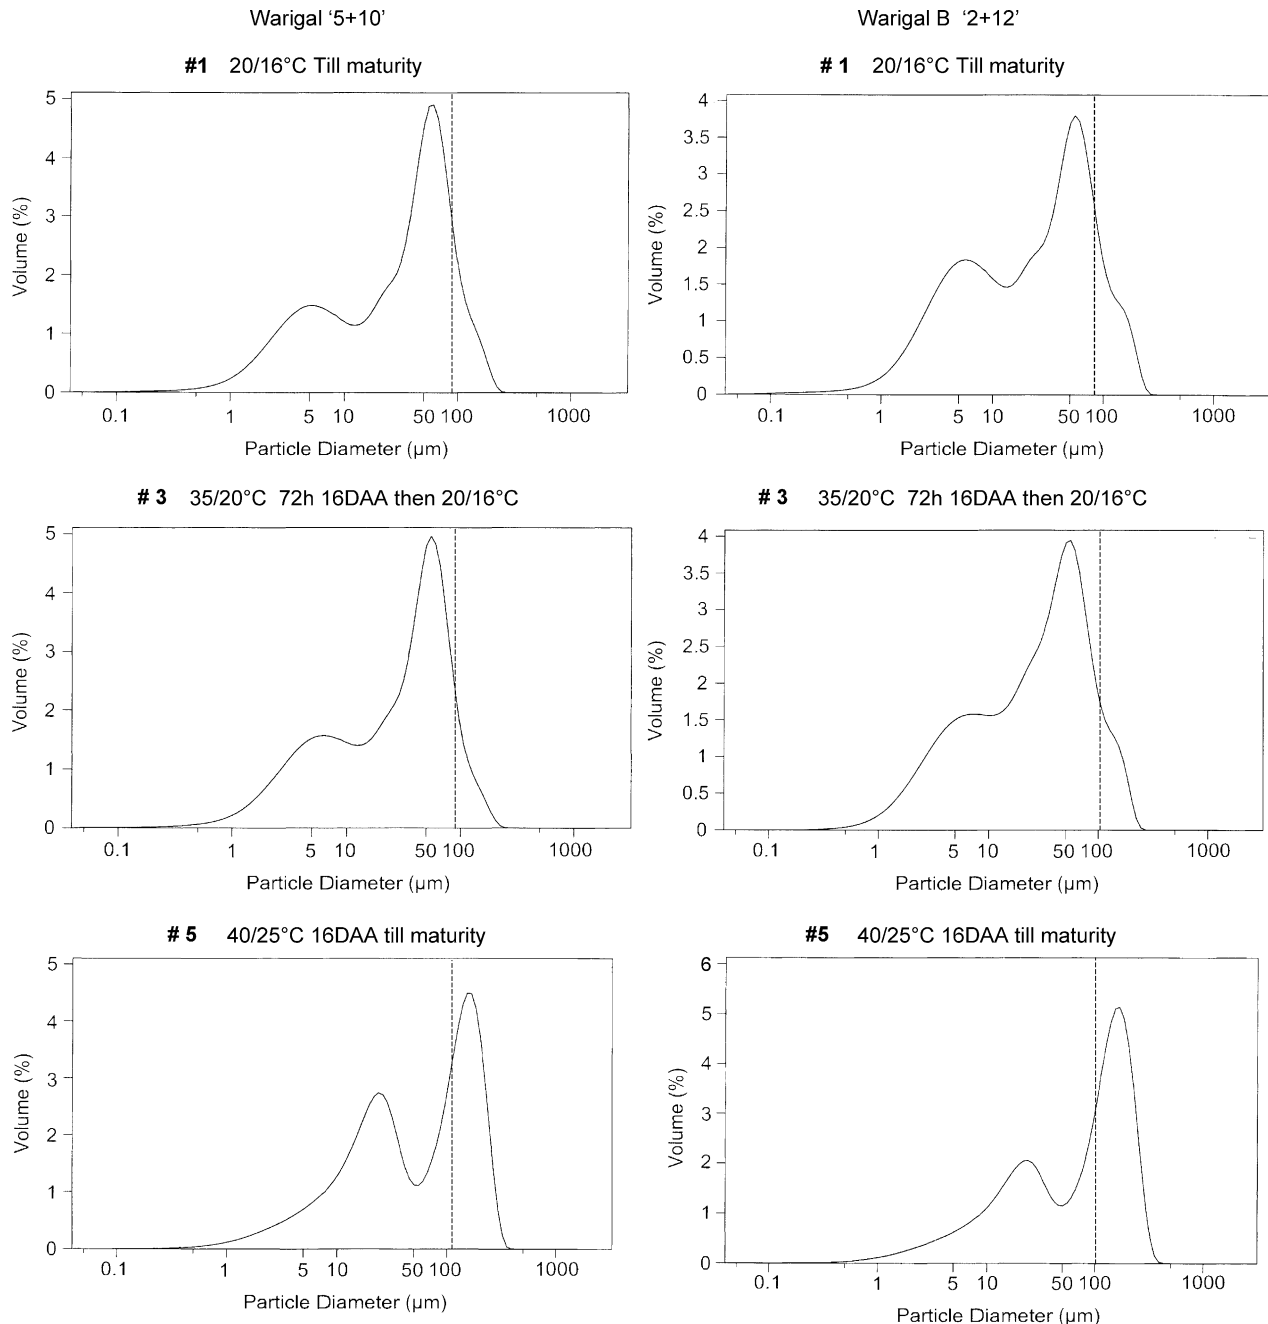 Warigal ‘5+10’
#1 20/16°C Till maturity
5
4
3
2
1
0
Volume (%)
0.1 1 5 10 50 100 1000
Particle Diameter (µm)
Warigal B ‘2+12’
# 1 20/16°C Till maturity
4
3.5
3
2.5
2
1.5
1
0.5
0
Volume (%)
0.1 1 5 10 50 100 1000
Particle Diameter (µm)
# 3 35/20°C 72h 16DAA then 20/16°C
5
4
3
2
1
0
Volume (%)
0.1 1 5 10 50 100 1000
Particle Diameter (µm)
# 3 35/20°C 72h 16DAA then 20/16°C
4
3.5
3
2.5
2
1.5
1
0.5
0
Volume (%)
0.1 1 5 10 50 100 1000
Particle Diameter (µm)
# 5 40/25°C 16DAA till maturity
5
4
3
2
1
0
Volume (%)
0.1 1 5 10 50 100 1000
Particle Diameter (µm)
#5 40/25°C 16DAA till maturity
6
5
4
3
2
1
0
Volume (%)
0.1 1 5 10 50 100 1000
Particle Diameter (µm)